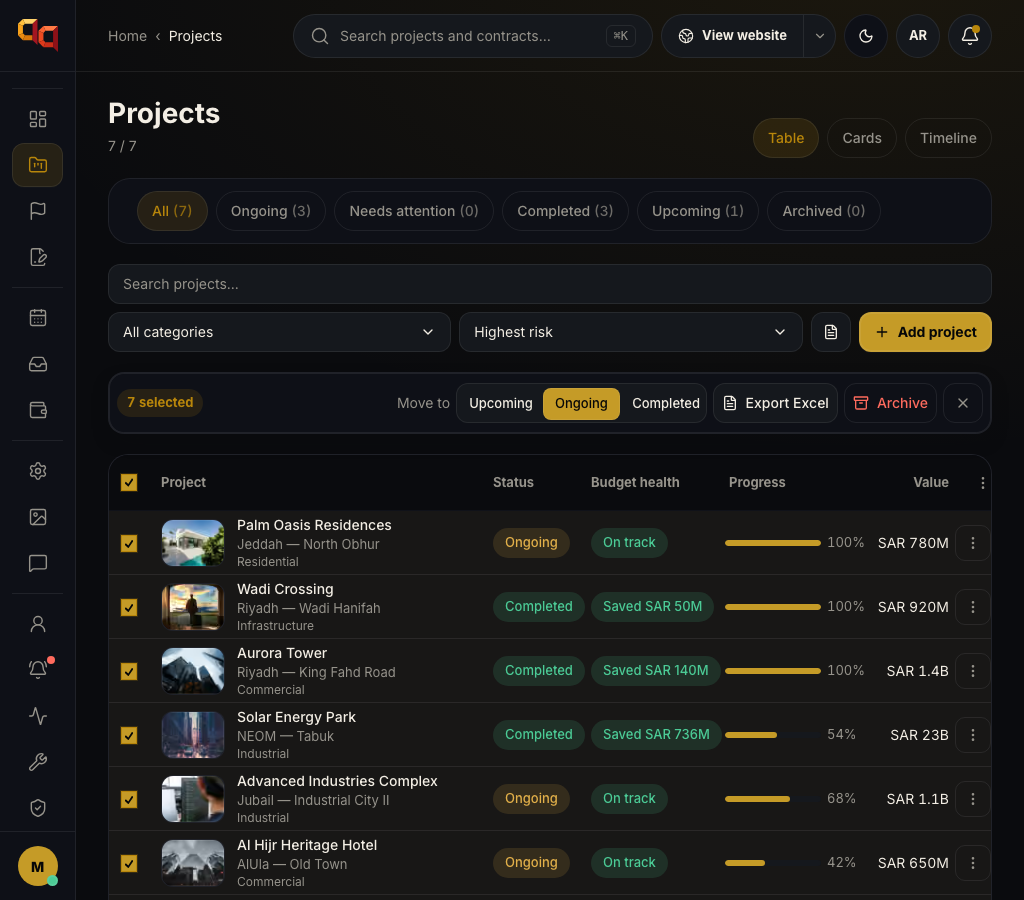 Home ‹ Projects
Search projects and contracts...
⌘K
View website
AR
Projects
7 / 7
Table
Cards
Timeline
All (7)
Ongoing (3)
Needs attention (0)
Completed (3)
Upcoming (1)
Archived (0)
Search projects...
All categories
Highest risk
Add project
7 selected
Move to
Upcoming
Ongoing
Completed
Export Excel
Archive
Project
Status
Budget health
Progress
Value
Palm Oasis Residences
Jeddah — North Obhur
Residential
Ongoing
On track
100%
SAR 780M
Wadi Crossing
Riyadh — Wadi Hanifah
Infrastructure
Completed
Saved SAR 50M
100%
SAR 920M
Aurora Tower
Riyadh — King Fahd Road
Commercial
Completed
Saved SAR 140M
100%
SAR 1.4B
Solar Energy Park
NEOM — Tabuk
Industrial
Completed
Saved SAR 736M
54%
SAR 23B
Advanced Industries Complex
Jubail — Industrial City II
Industrial
Ongoing
On track
68%
SAR 1.1B
Al Hijr Heritage Hotel
AlUla — Old Town
Commercial
Ongoing
On track
42%
SAR 650M
M